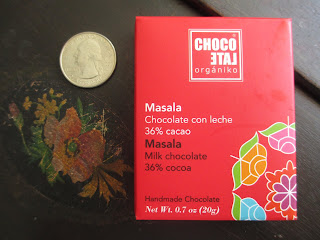 CHOCO
LATE
orgániko
Masala
Chocolate con leche
36% cacao
Masala
Milk chocolate
36% cocoa
Handmade Chocolate
Net Wt. 0.7 oz (20g)